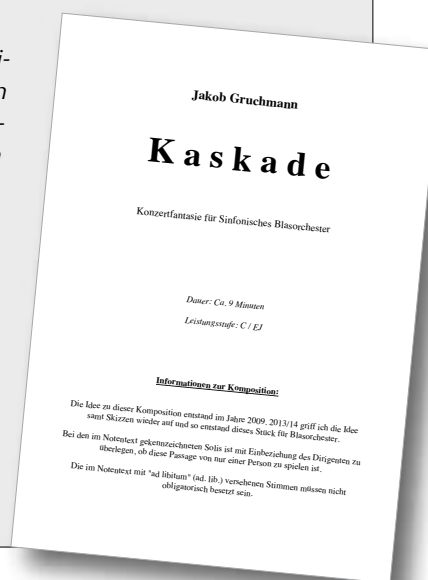 i-
n
-
Jakob Gruchmann
Kaskade
Konzertfantasie für Sinfonisches Blasorchester
Dauer: Ca. 9 Minuten
Leistungsstufe: C / EJ
Informationen zur Komposition:
Die Idee zu dieser Komposition entstand im Jahre 2009. 2013/14 griff ich die Idee
samt Skizzen wieder auf und so entstand dieses Stück für Blasorchester.
Bei den im Notentext gekennzeichneten Solis ist mit Einbeziehung des Dirigenten zu
überlegen, ob diese Passage von nur einer Person zu spielen ist.
Die im Notentext mit "ad libitum" (ad. lib.) versehenen Stimmen müssen nicht
obligatorisch besetzt sein.